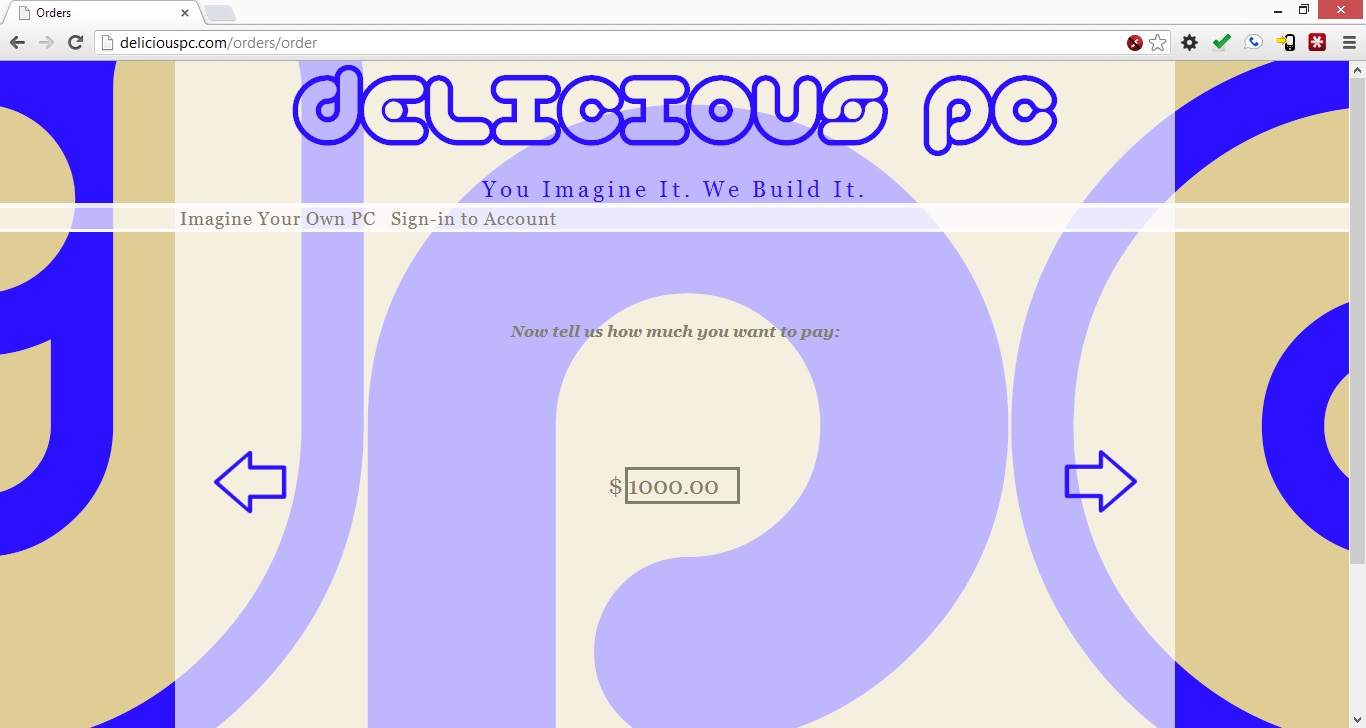 Orders
deliciouspc.com/orders/order
dELICIOUS PC
You Imagine It. We Build It.
Imagine Your Own PC Sign-in to Account
Now tell us how much you want to pay:
$ 1000.00